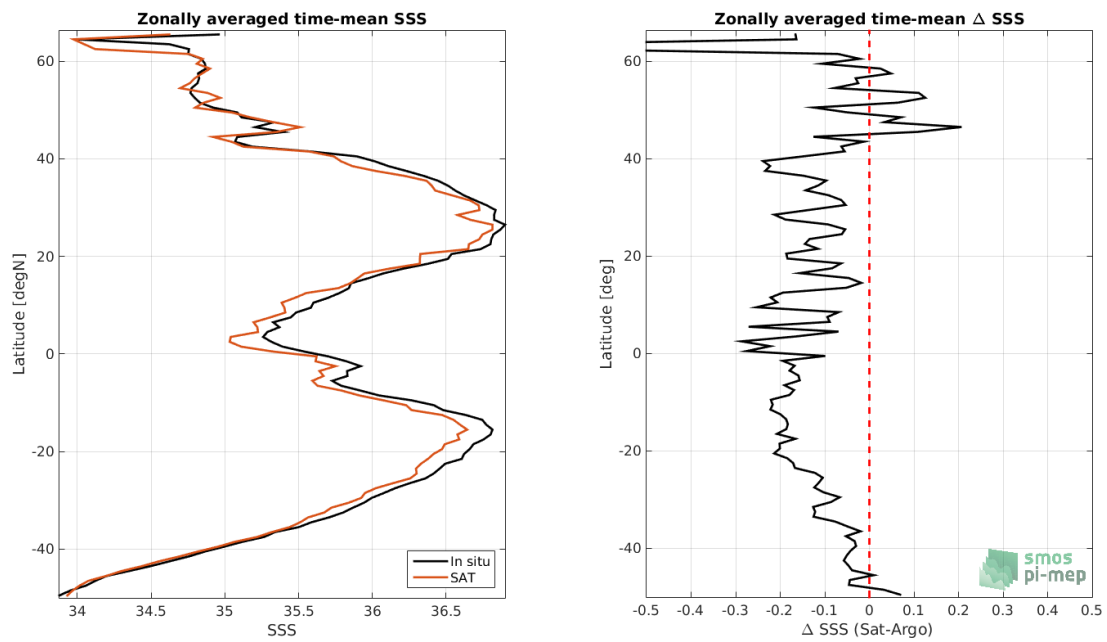 Zonally averaged time-mean SSS
Latitude [degN]
60
40
20
0
-20
-40
34
34.5
35
35.5
36
36.5
SSS
In situ
SAT
Zonally averaged time-mean Δ SSS
Latitude [deg]
60
40
20
0
-20
-40
-0.5
-0.4
-0.3
-0.2
-0.1
0
0.1
0.2
0.3
0.4
0.5
Δ SSS (Sat-Argo)
smos
pi-mep